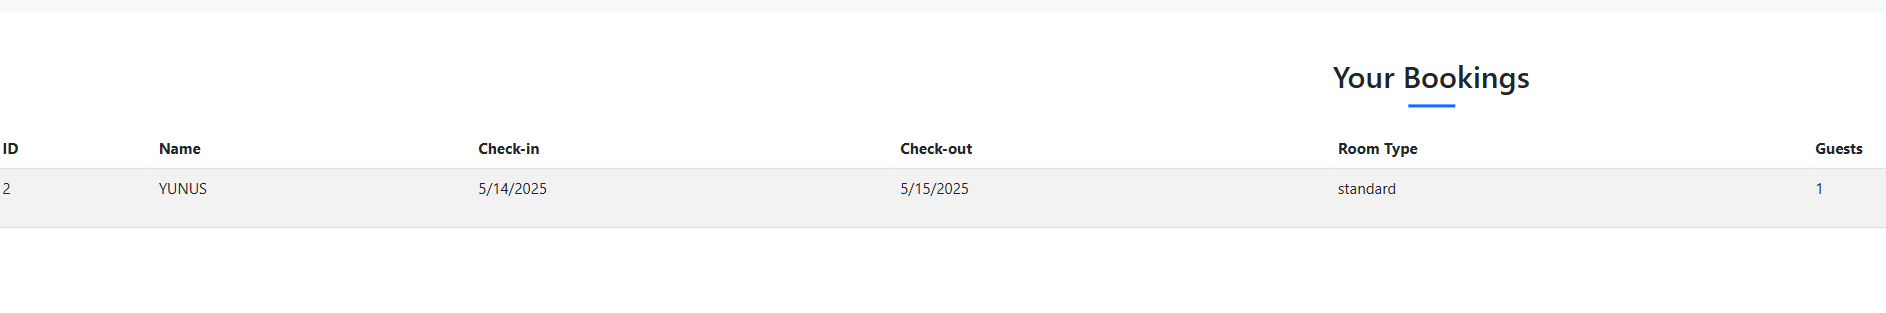 Your Bookings
ID Name Check-in Check-out Room Type Guests
2 YUNUS 5/14/2025 5/15/2025 standard 1